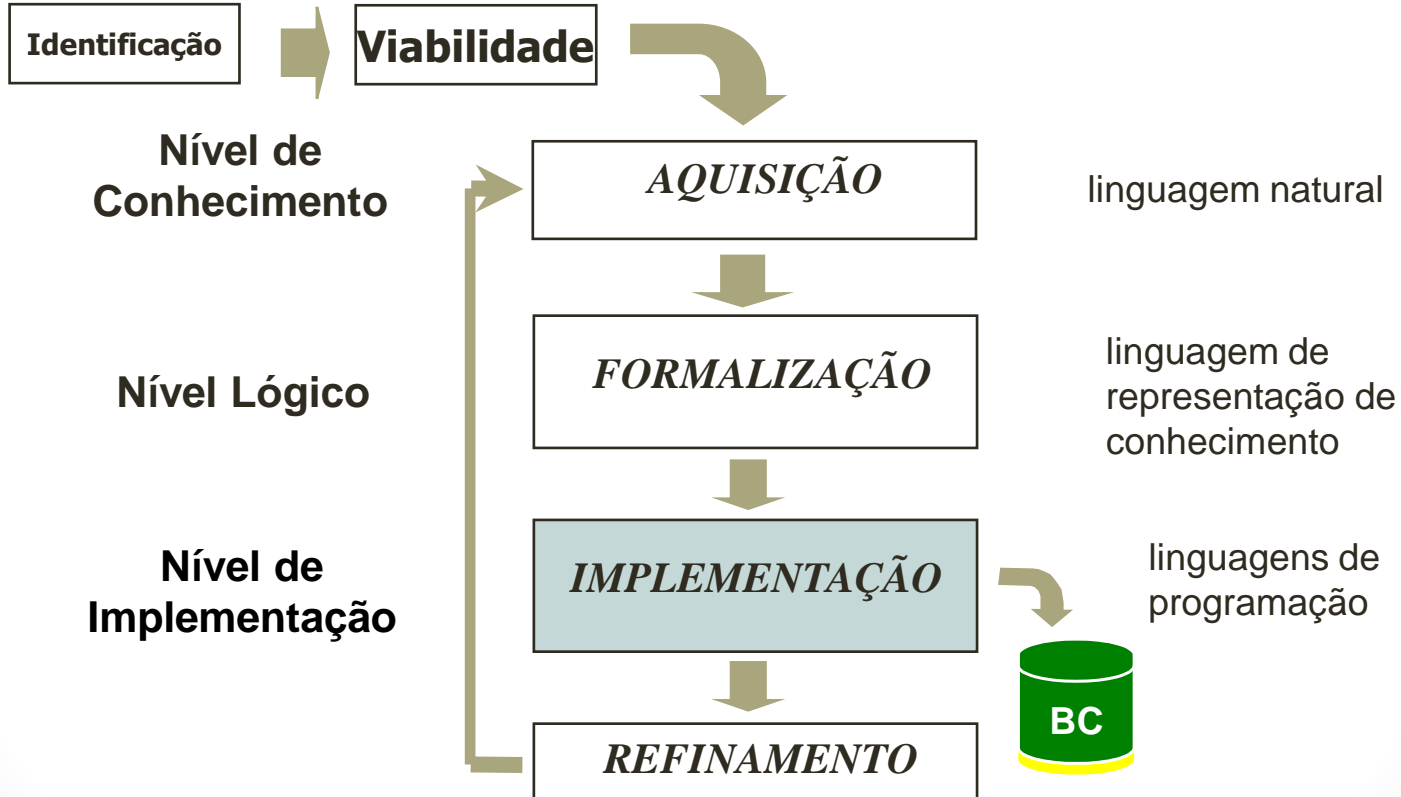 Identificação
Viabilidade
Nível de
Conhecimento
AQUISIÇÃO
linguagem natural
Nível Lógico
FORMALIZAÇÃO
linguagem de
representação de
conhecimento
Nível de
Implementação
IMPLEMENTAÇÃO
linguagens de
programação
BC
REFINAMENTO